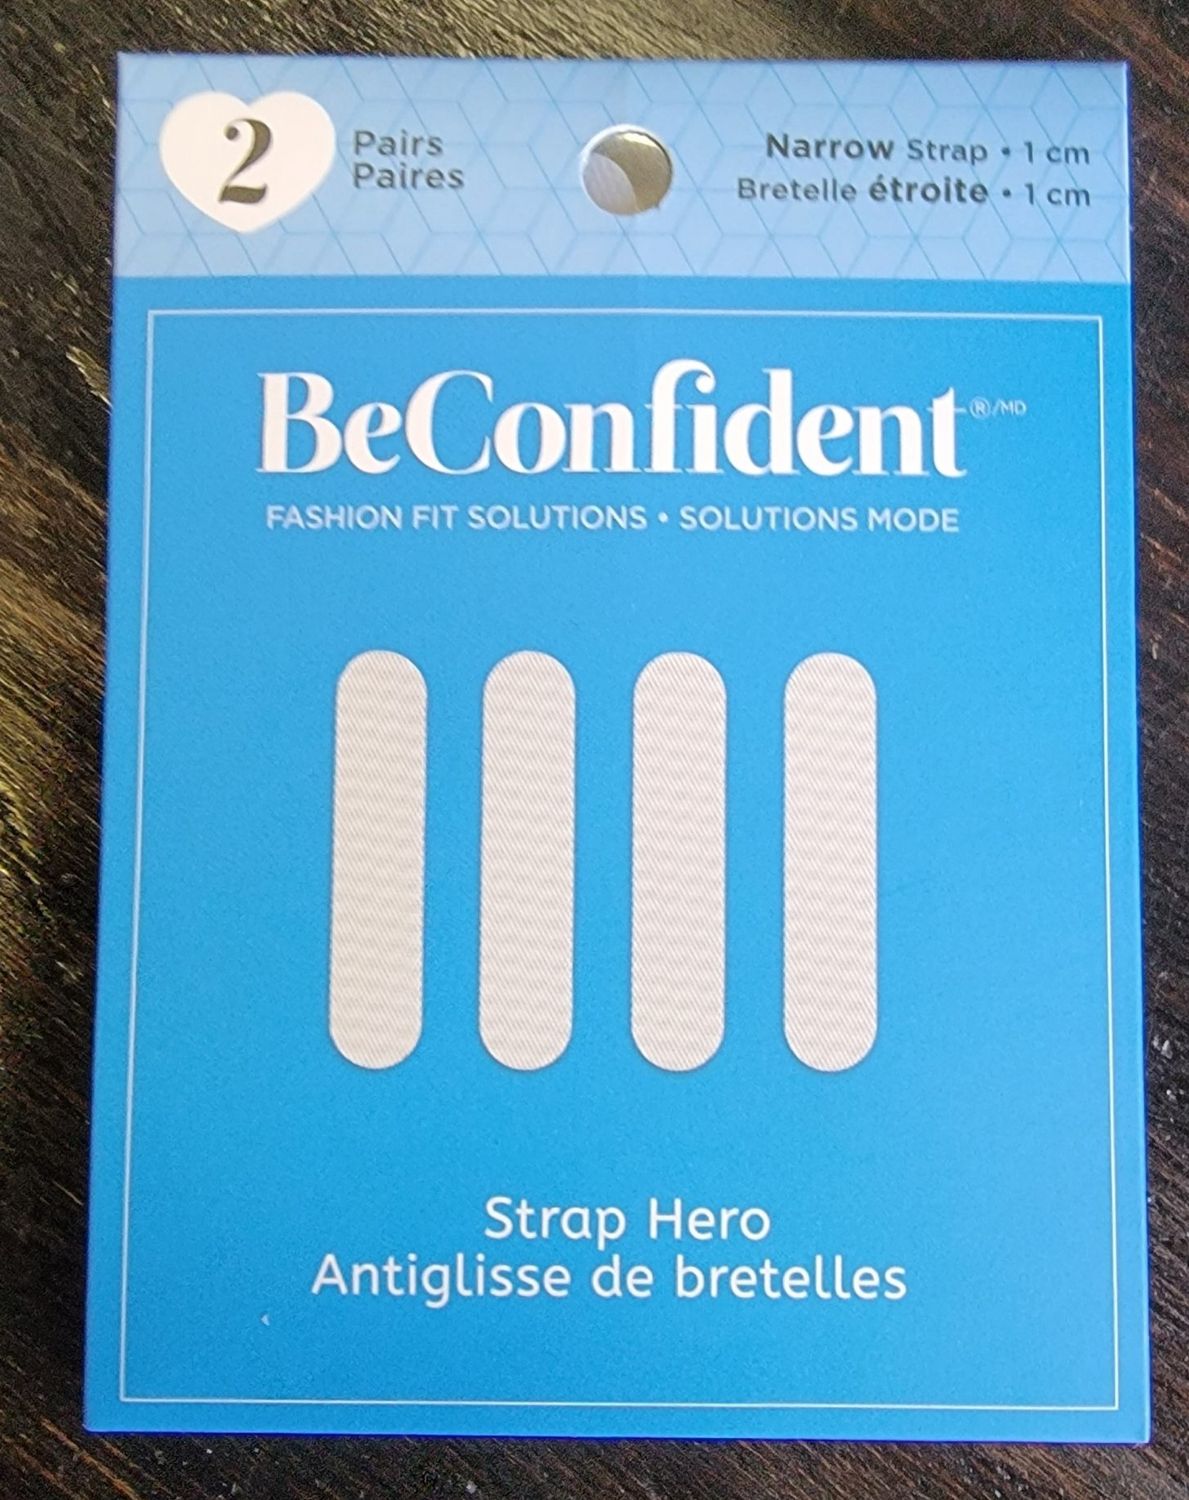 2
Pairs
Paires
Narrow Strap • 1 cm
Bretelle étroite • 1 cm
BeConfident®/MD
FASHION FIT SOLUTIONS • SOLUTIONS MODE
Strap Hero
Antiglisse de bretelles